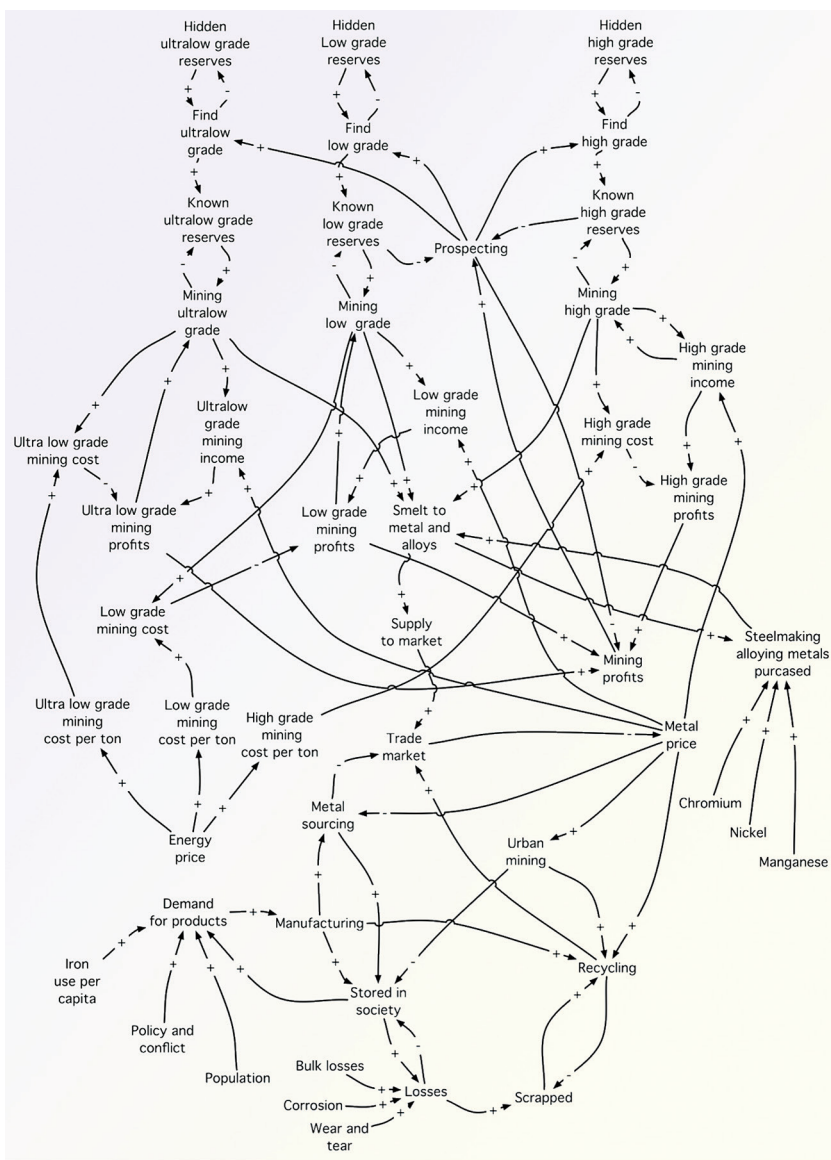 Hidden
ultralow grade
reserves
Hidden
Low grade
reserves
Hidden
high grade
reserves
Find
ultralow
grade
Find
low grade
Find
high grade
Known
ultralow grade
reserves
Known
low grade
reserves
Prospecting
Known
high grade
reserves
Mining
ultralow
grade
Mining
low grade
Mining
high grade
High grade
mining
income
Ultra low grade
mining cost
Ultralow
grade
mining
income
Low grade
mining
income
High grade
mining cost
Ultra low grade
mining
profits
Low grade
mining
profits
Smelt to
metal and
alloys
High grade
mining
profits
Low grade
mining cost
Supply
to market
Mining
profits
Steelmaking
alloying metals
purcased
Ultra low grade
mining
cost per ton
Low grade
mining
cost per ton
High grade
mining
cost per ton
Trade
market
Metal
price
Metal
sourcing
Chromium
Nickel
Manganese
Energy
price
Urban
mining
Demand
for products
Manufacturing
Iron
use per
capita
Recycling
Stored in
society
Policy and
conflict
Population
Bulk losses
Corrosion
Wear and
tear
Losses
Scrapped